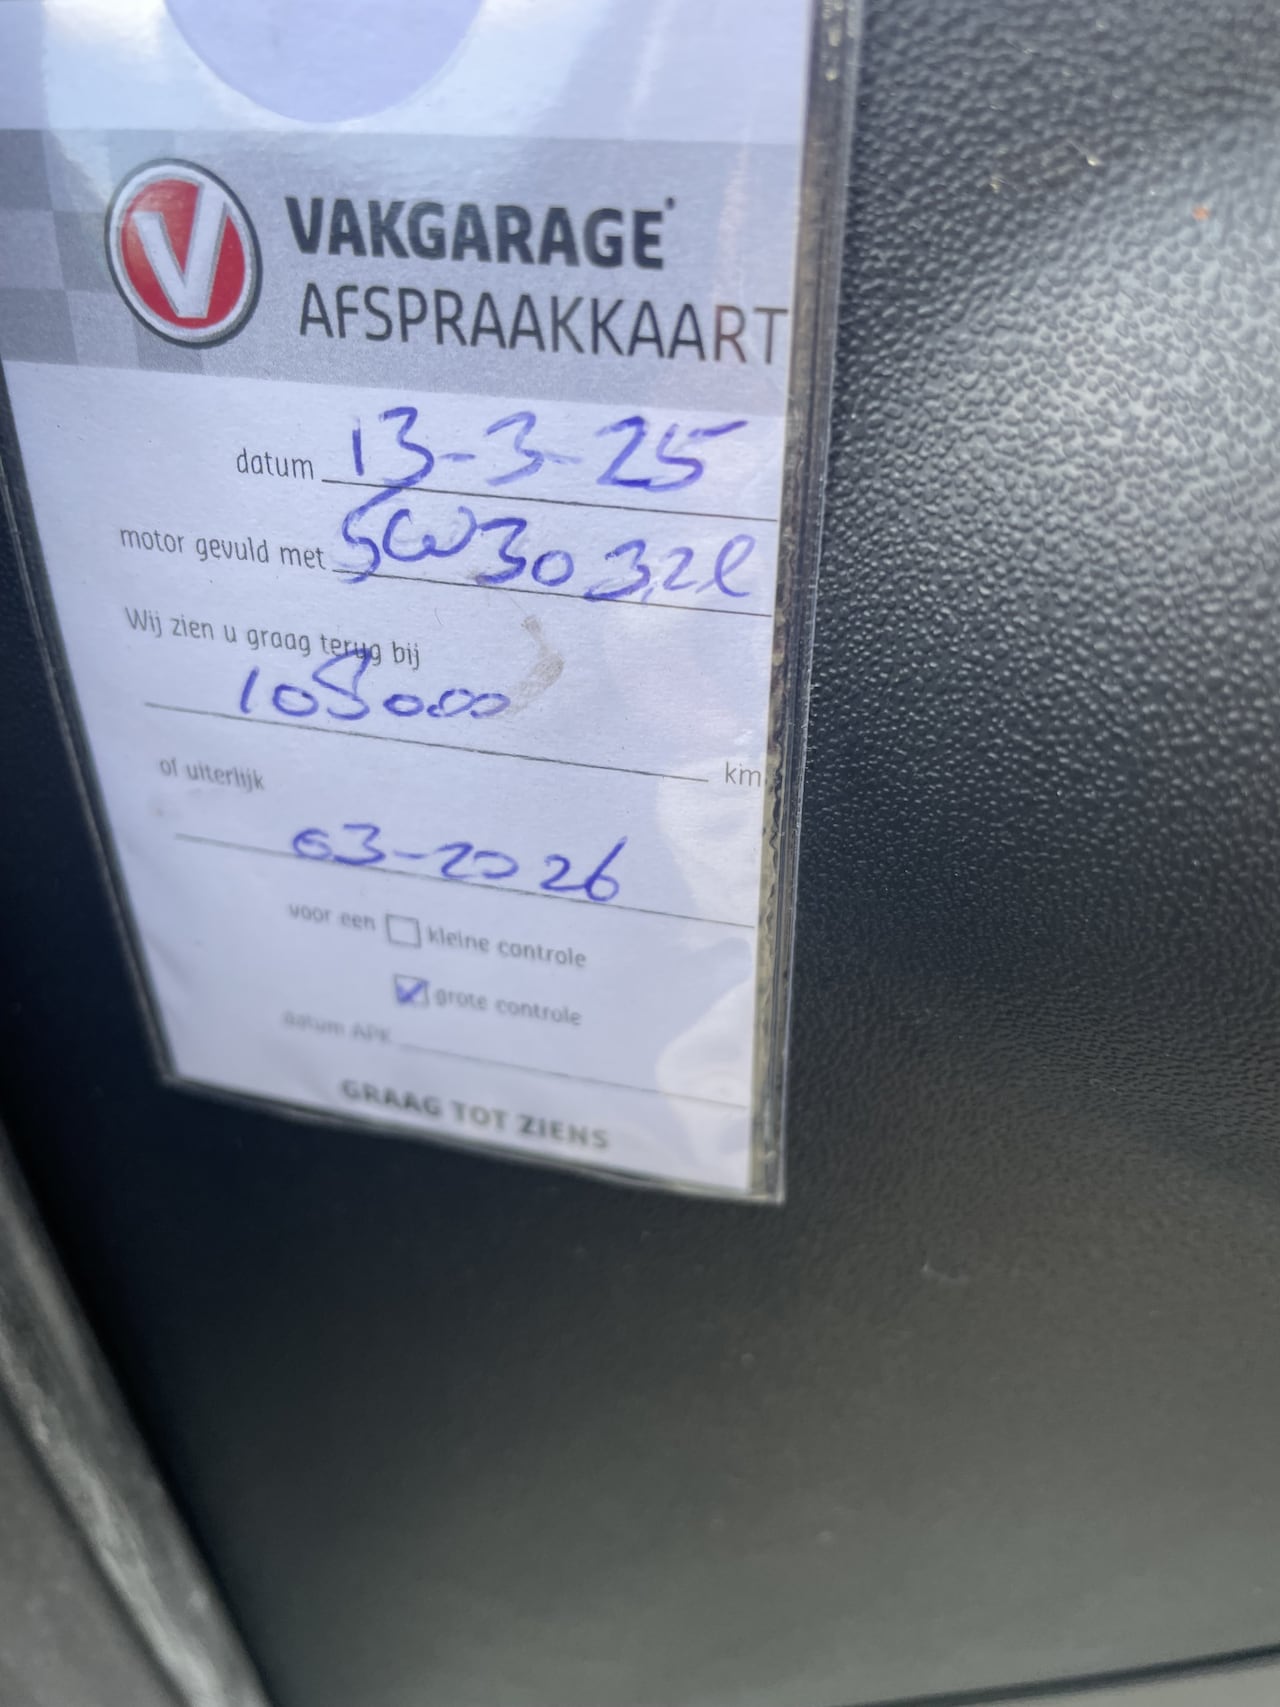 VAKGARAGE
AFSPRAAKKAART
datum 13-3-25
motor gevuld met 5W30 3,2l
Wij zien u graag terug bij
105000 km
of uiterlijk
03-2026
voor een kleine controle
grote controle
datum APK
GRAAG TOT ZIENS